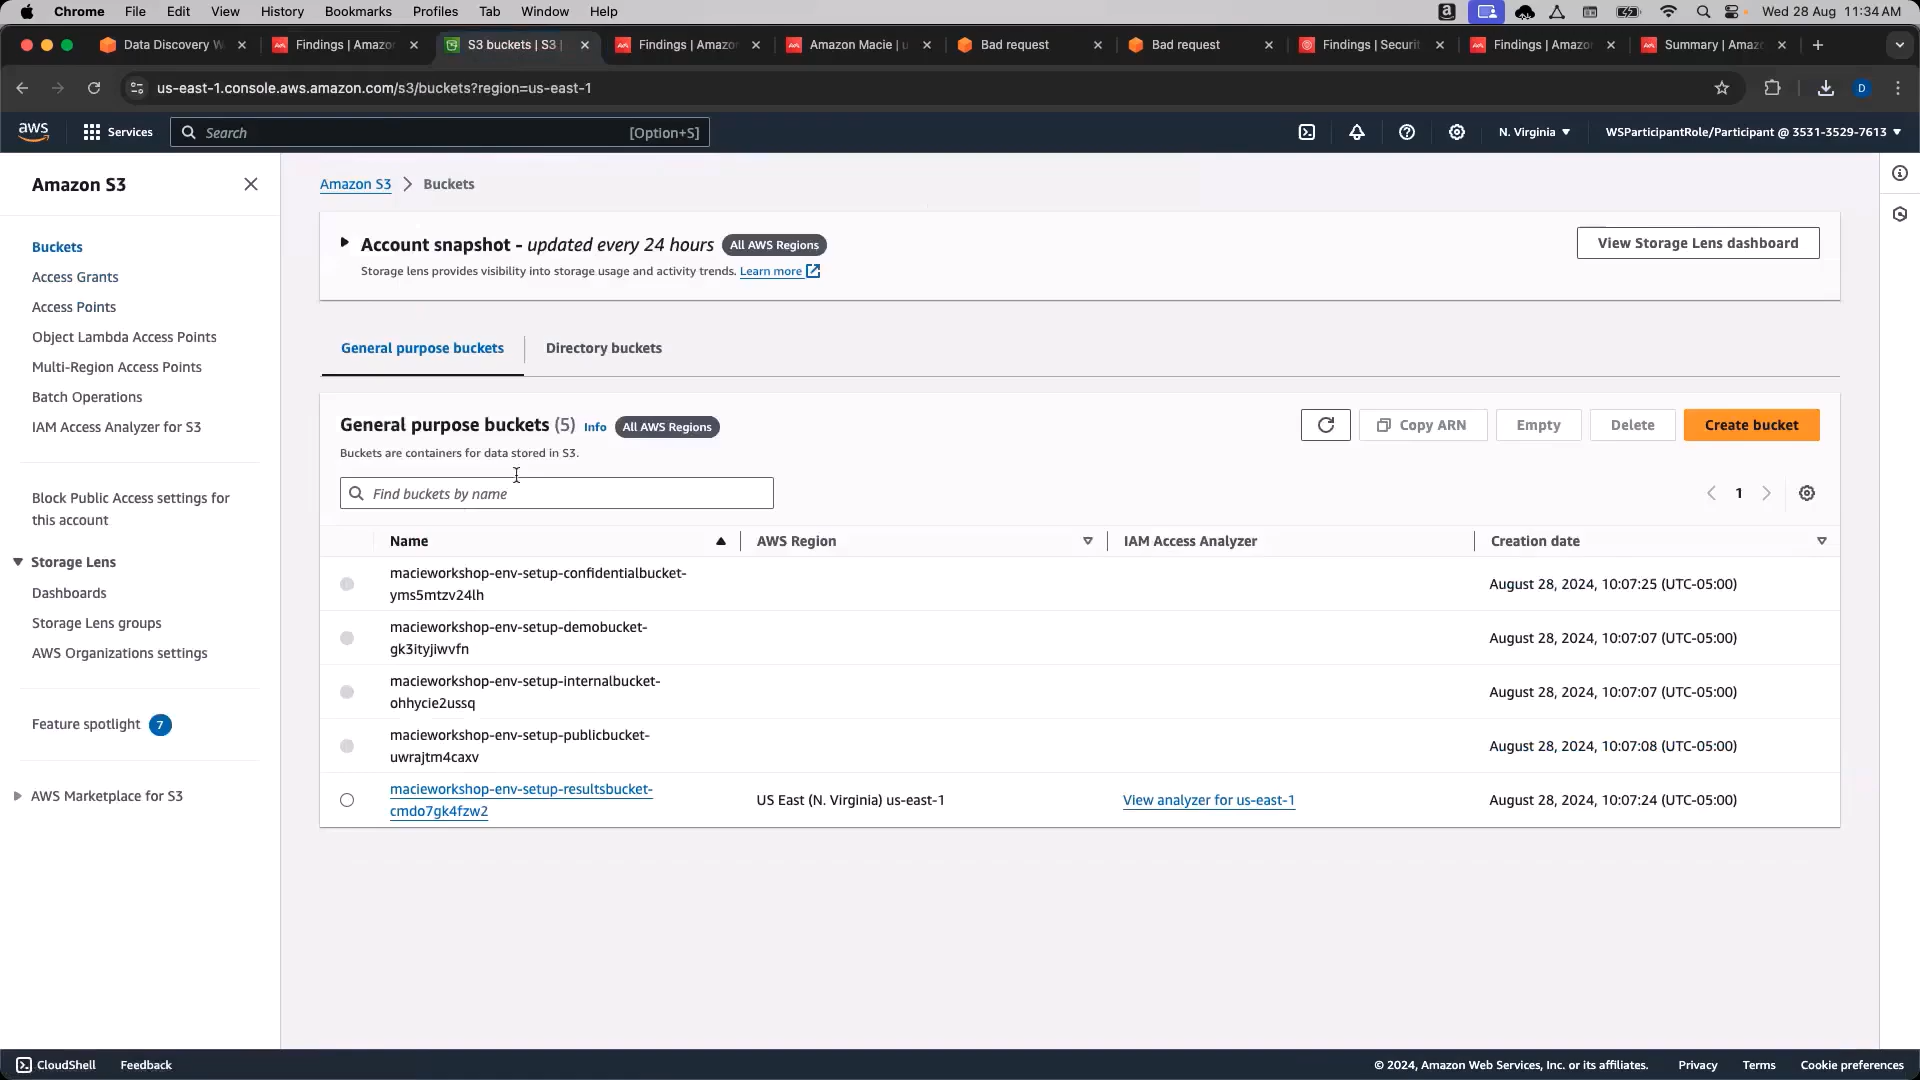 Chrome File Edit View History Bookmarks Profiles Tab Window Help
Wed 28 Aug 11:34 AM
Data Discovery W
Findings | Amazon
S3 buckets | S3 |
Findings | Amazon
Amazon Macie | u
Bad request
Bad request
Findings | Securit
Findings | Amazon
Summary | Amaz
us-east-1.console.aws.amazon.com/s3/buckets?region=us-east-1
D
aws
Services
Search
[Option+S]
N. Virginia
WSParticipantRole/Participant @ 3531-3529-7613
Amazon S3
Buckets
Access Grants
Access Points
Object Lambda Access Points
Multi-Region Access Points
Batch Operations
IAM Access Analyzer for S3
Block Public Access settings for
this account
Storage Lens
Dashboards
Storage Lens groups
AWS Organizations settings
Feature spotlight 7
AWS Marketplace for S3
Amazon S3 > Buckets
Account snapshot - updated every 24 hours All AWS Regions
Storage lens provides visibility into storage usage and activity trends. Learn more
View Storage Lens dashboard
General purpose buckets
Directory buckets
General purpose buckets (5) Info All AWS Regions
Buckets are containers for data stored in S3.
Copy ARN
Empty
Delete
Create bucket
Find buckets by name
1
Name
AWS Region
IAM Access Analyzer
Creation date
macieworkshop-env-setup-confidentialbucket-
yms5mtzv24lh
August 28, 2024, 10:07:25 (UTC-05:00)
macieworkshop-env-setup-demobucket-
gk3ityjiwvfn
August 28, 2024, 10:07:07 (UTC-05:00)
macieworkshop-env-setup-internalbucket-
ohhycie2ussq
August 28, 2024, 10:07:07 (UTC-05:00)
macieworkshop-env-setup-publicbucket-
uwrajtm4caxv
August 28, 2024, 10:07:08 (UTC-05:00)
macieworkshop-env-setup-resultsbucket-
cmdo7gk4fzw2
US East (N. Virginia) us-east-1
View analyzer for us-east-1
August 28, 2024, 10:07:24 (UTC-05:00)
CloudShell
Feedback
© 2024, Amazon Web Services, Inc. or its affiliates.
Privacy
Terms
Cookie preferences